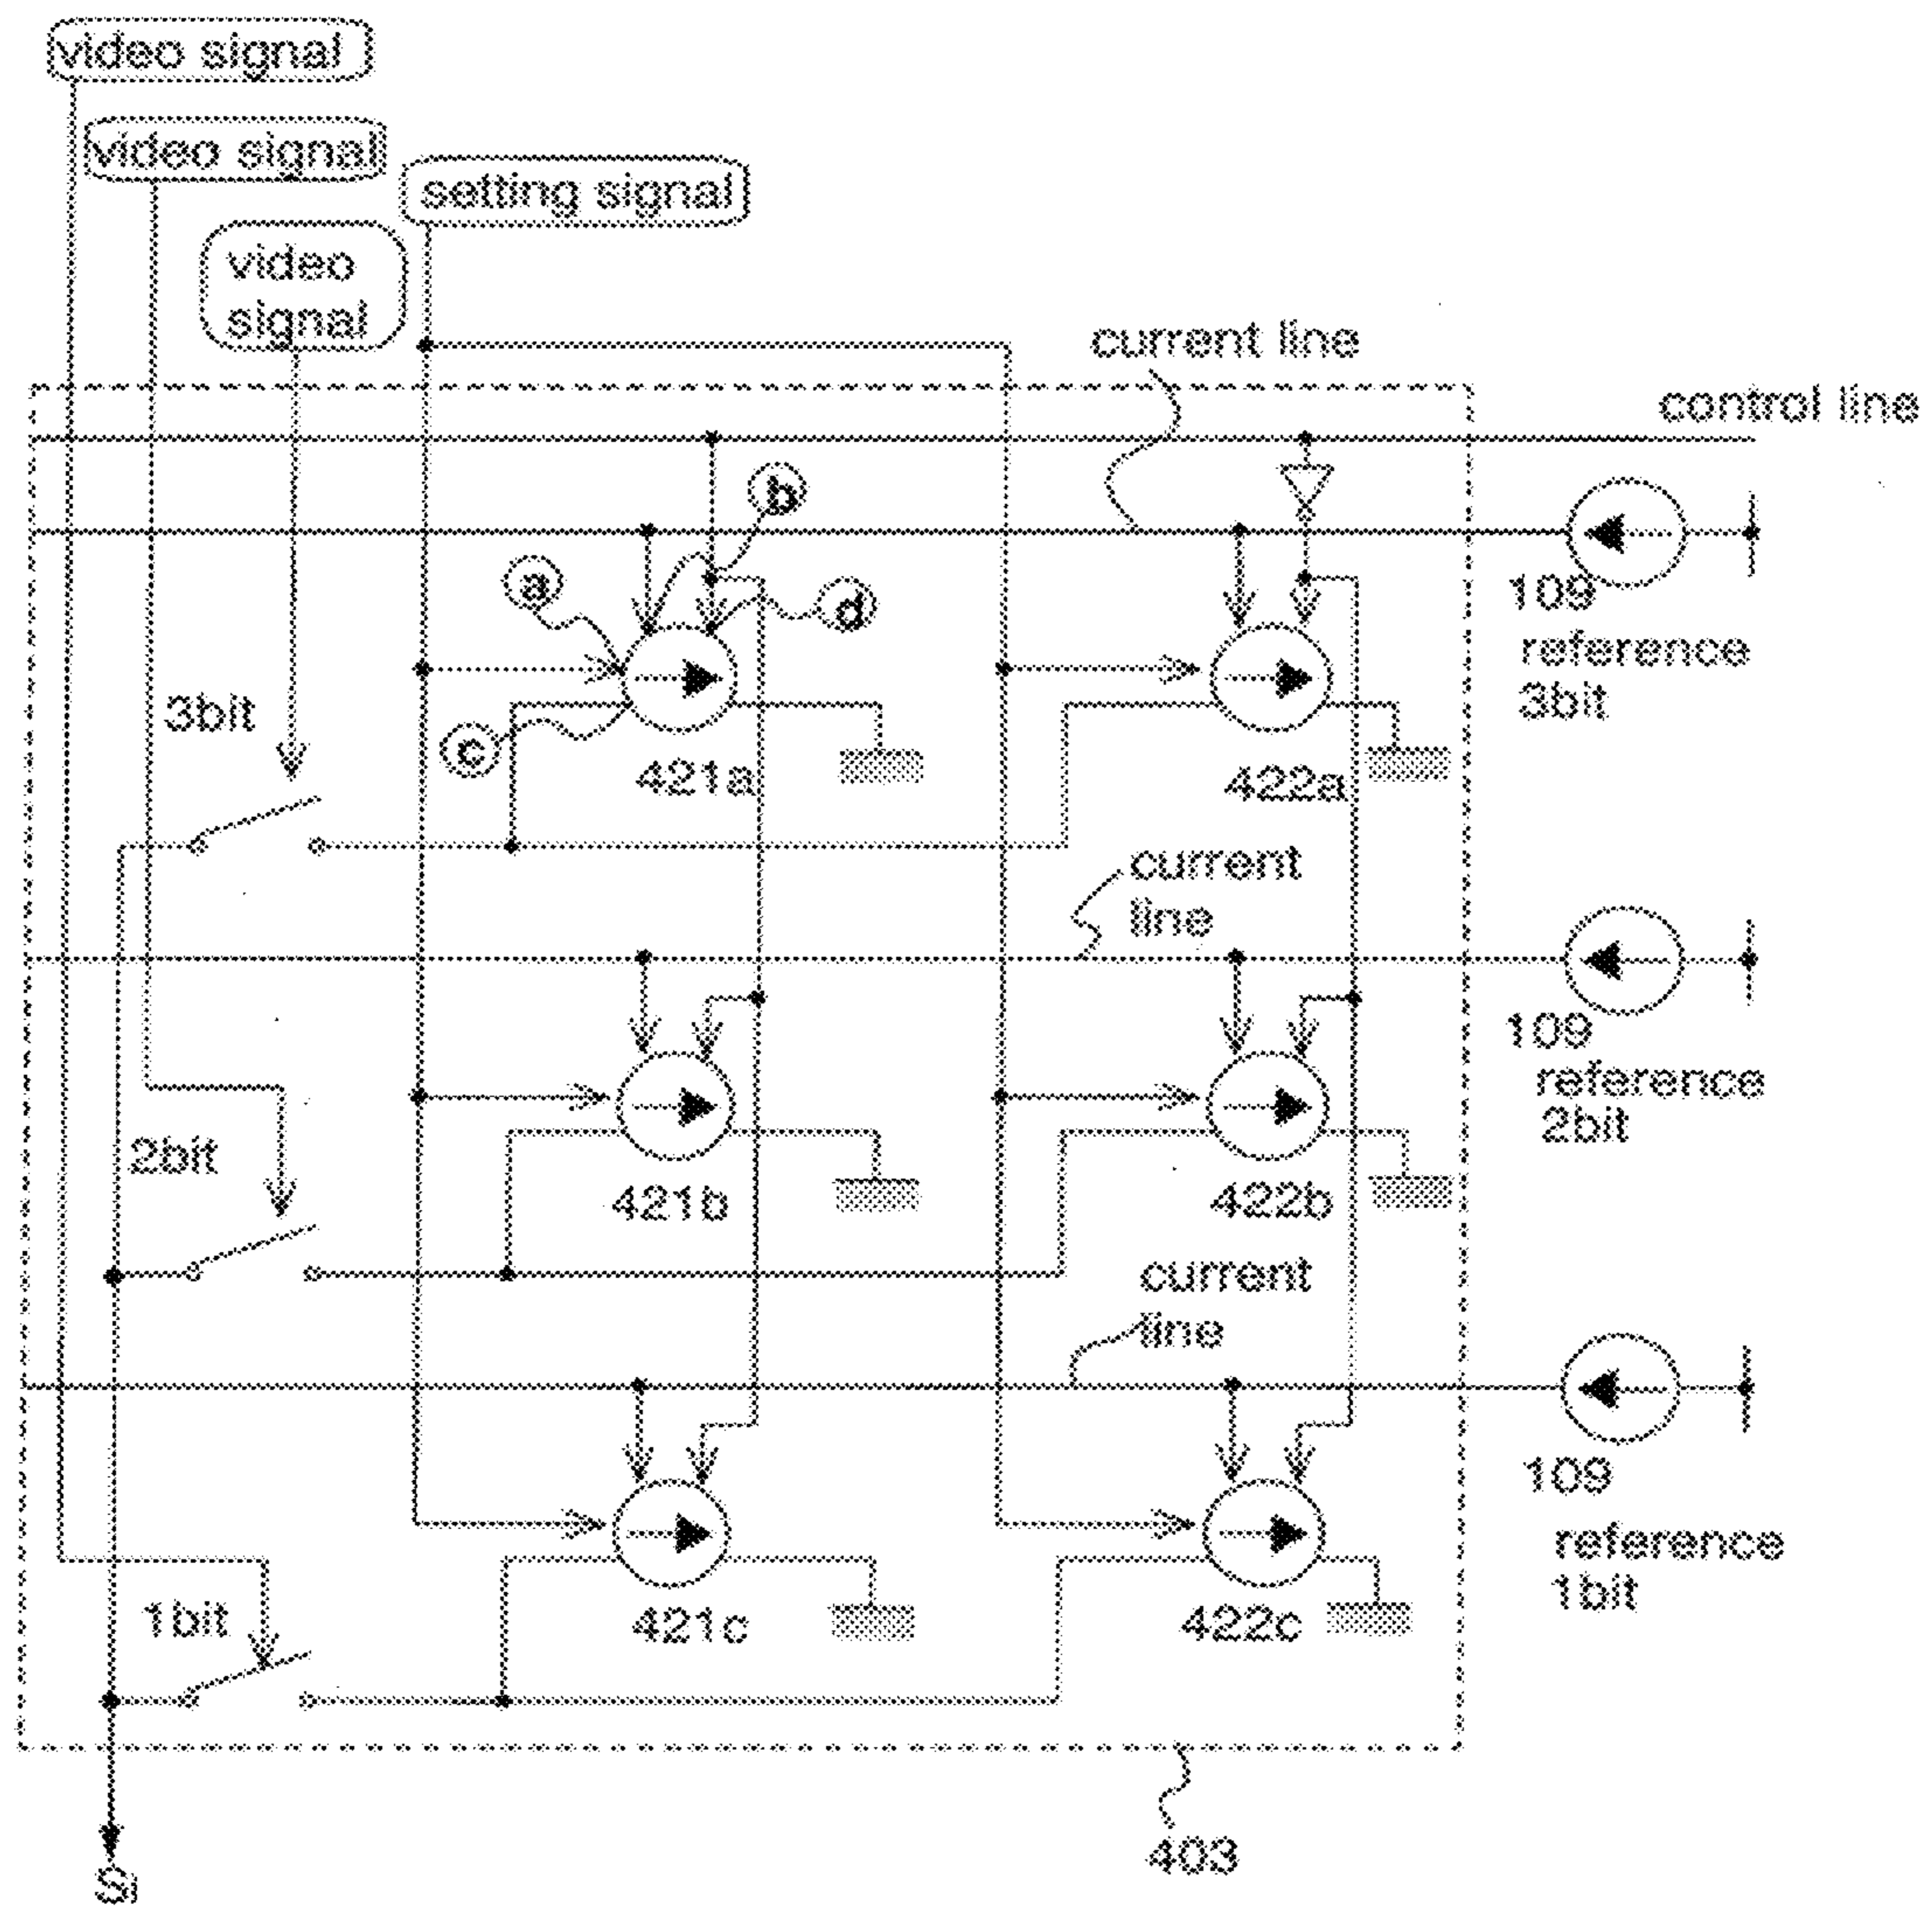 video signal
video signal
setting signal
video
signal
current line
control line
b
a
d
109
reference
3bit
3bit
c
421a
422a
current
line
109
reference
2bit
2bit
421b
422b
current
line
109
reference
1bit
1bit
421c
422c
403
Si